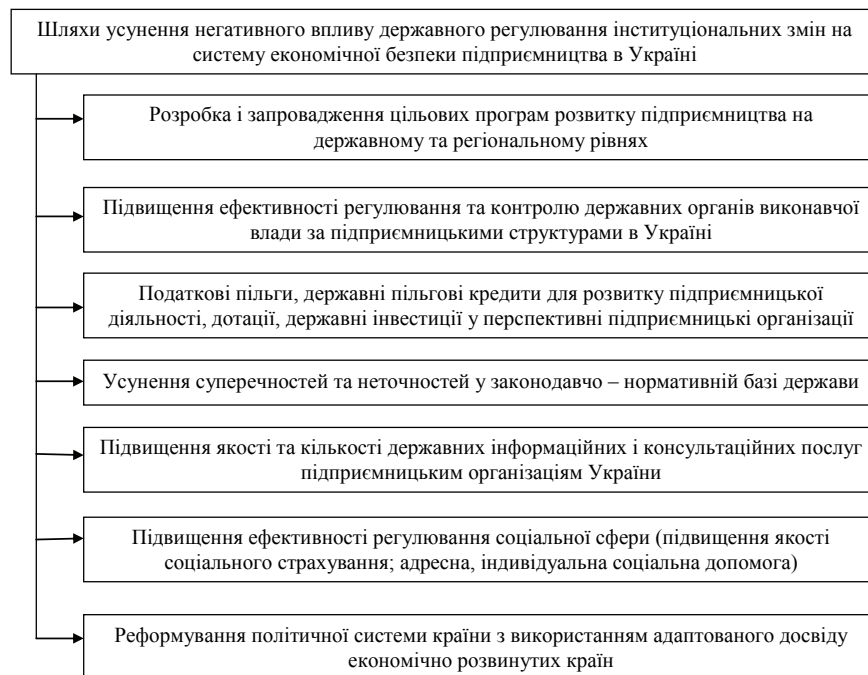 Шляхи усунення негативного впливу державного регулювання інституціональних змін на
систему економічної безпеки підприємництва в Україні
Розробка і запровадження цільових програм розвитку підприємництва на
державному та регіональному рівнях
Підвищення ефективності регулювання та контролю державних органів виконавчої
влади за підприємницькими структурами в Україні
Податкові пільги, державні пільгові кредити для розвитку підприємницької
діяльності, дотації, державні інвестиції у перспективні підприємницькі організації
Усунення суперечностей та неточностей у законодавчо – нормативній базі держави
Підвищення якості та кількості державних інформаційних і консультаційних послуг
підприємницьким організаціям України
Підвищення ефективності регулювання соціальної сфери (підвищення якості
соціального страхування; адресна, індивідуальна соціальна допомога)
Реформування політичної системи країни з використанням адаптованого досвіду
економічно розвинутих країн